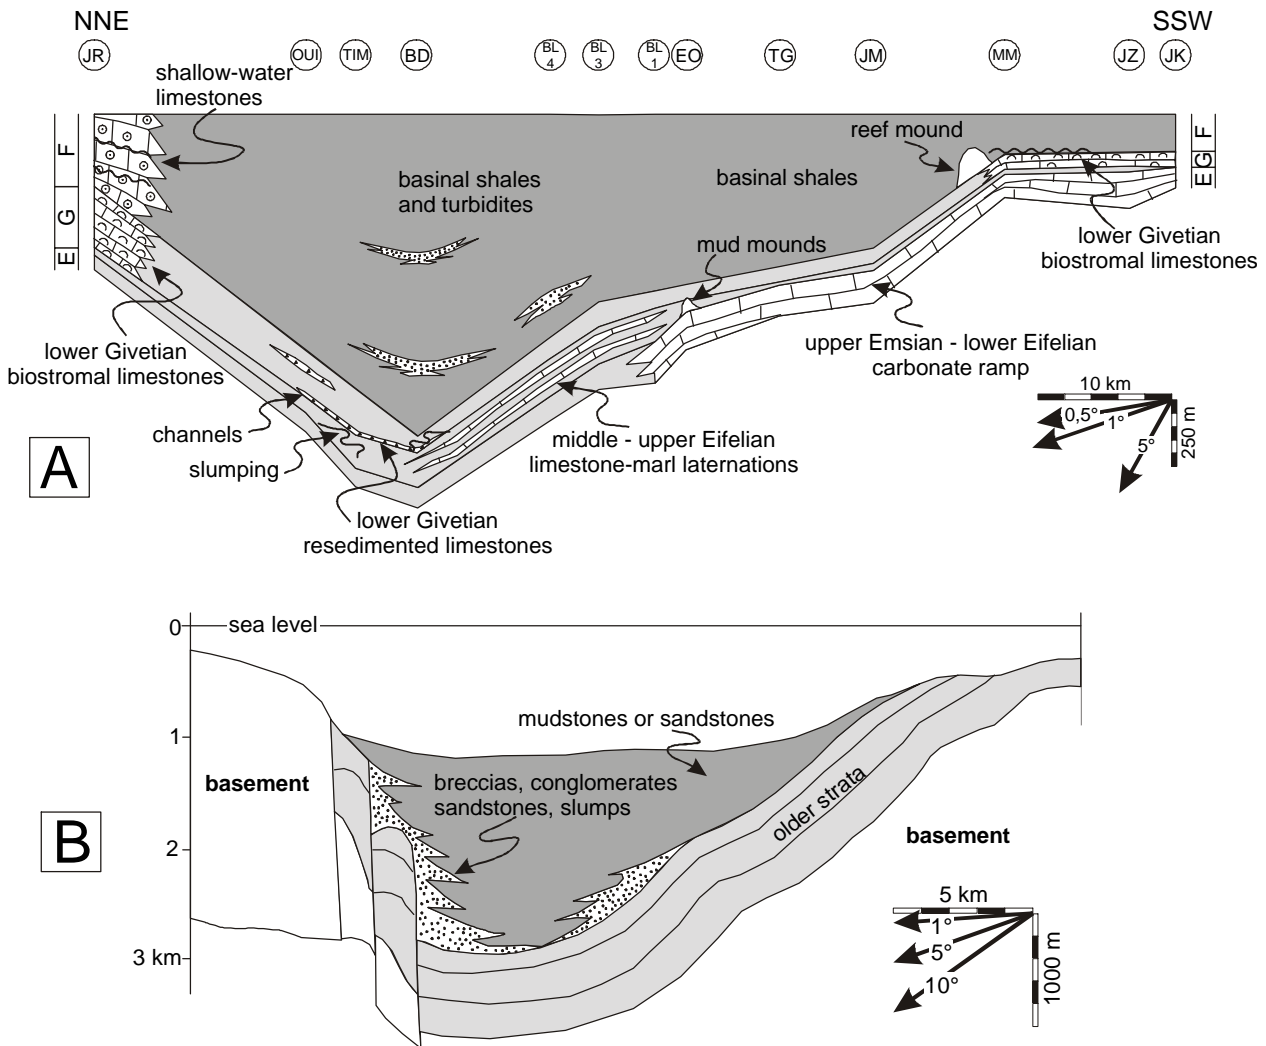 NNE
SSW
JR
OUI
TIM
BD
BL
4
BL
3
BL
1
EO
TG
JM
MM
JZ
JK
shallow-water
limestones
reef mound
F
G
E
F
G
E
basinal shales
and turbidites
basinal shales
mud mounds
lower Givetian
biostromal limestones
lower Givetian
biostromal limestones
upper Emsian - lower Eifelian
carbonate ramp
10 km
0,5°
1°
5°
250 m
channels
slumping
middle - upper Eifelian
limestone-marl laternations
A
lower Givetian
resedimented limestones
0
sea level
1
mudstones or sandstones
basement
breccias, conglomerates
sandstones, slumps
older strata
B
2
basement
5 km
1°
5°
10°
1000 m
3 km